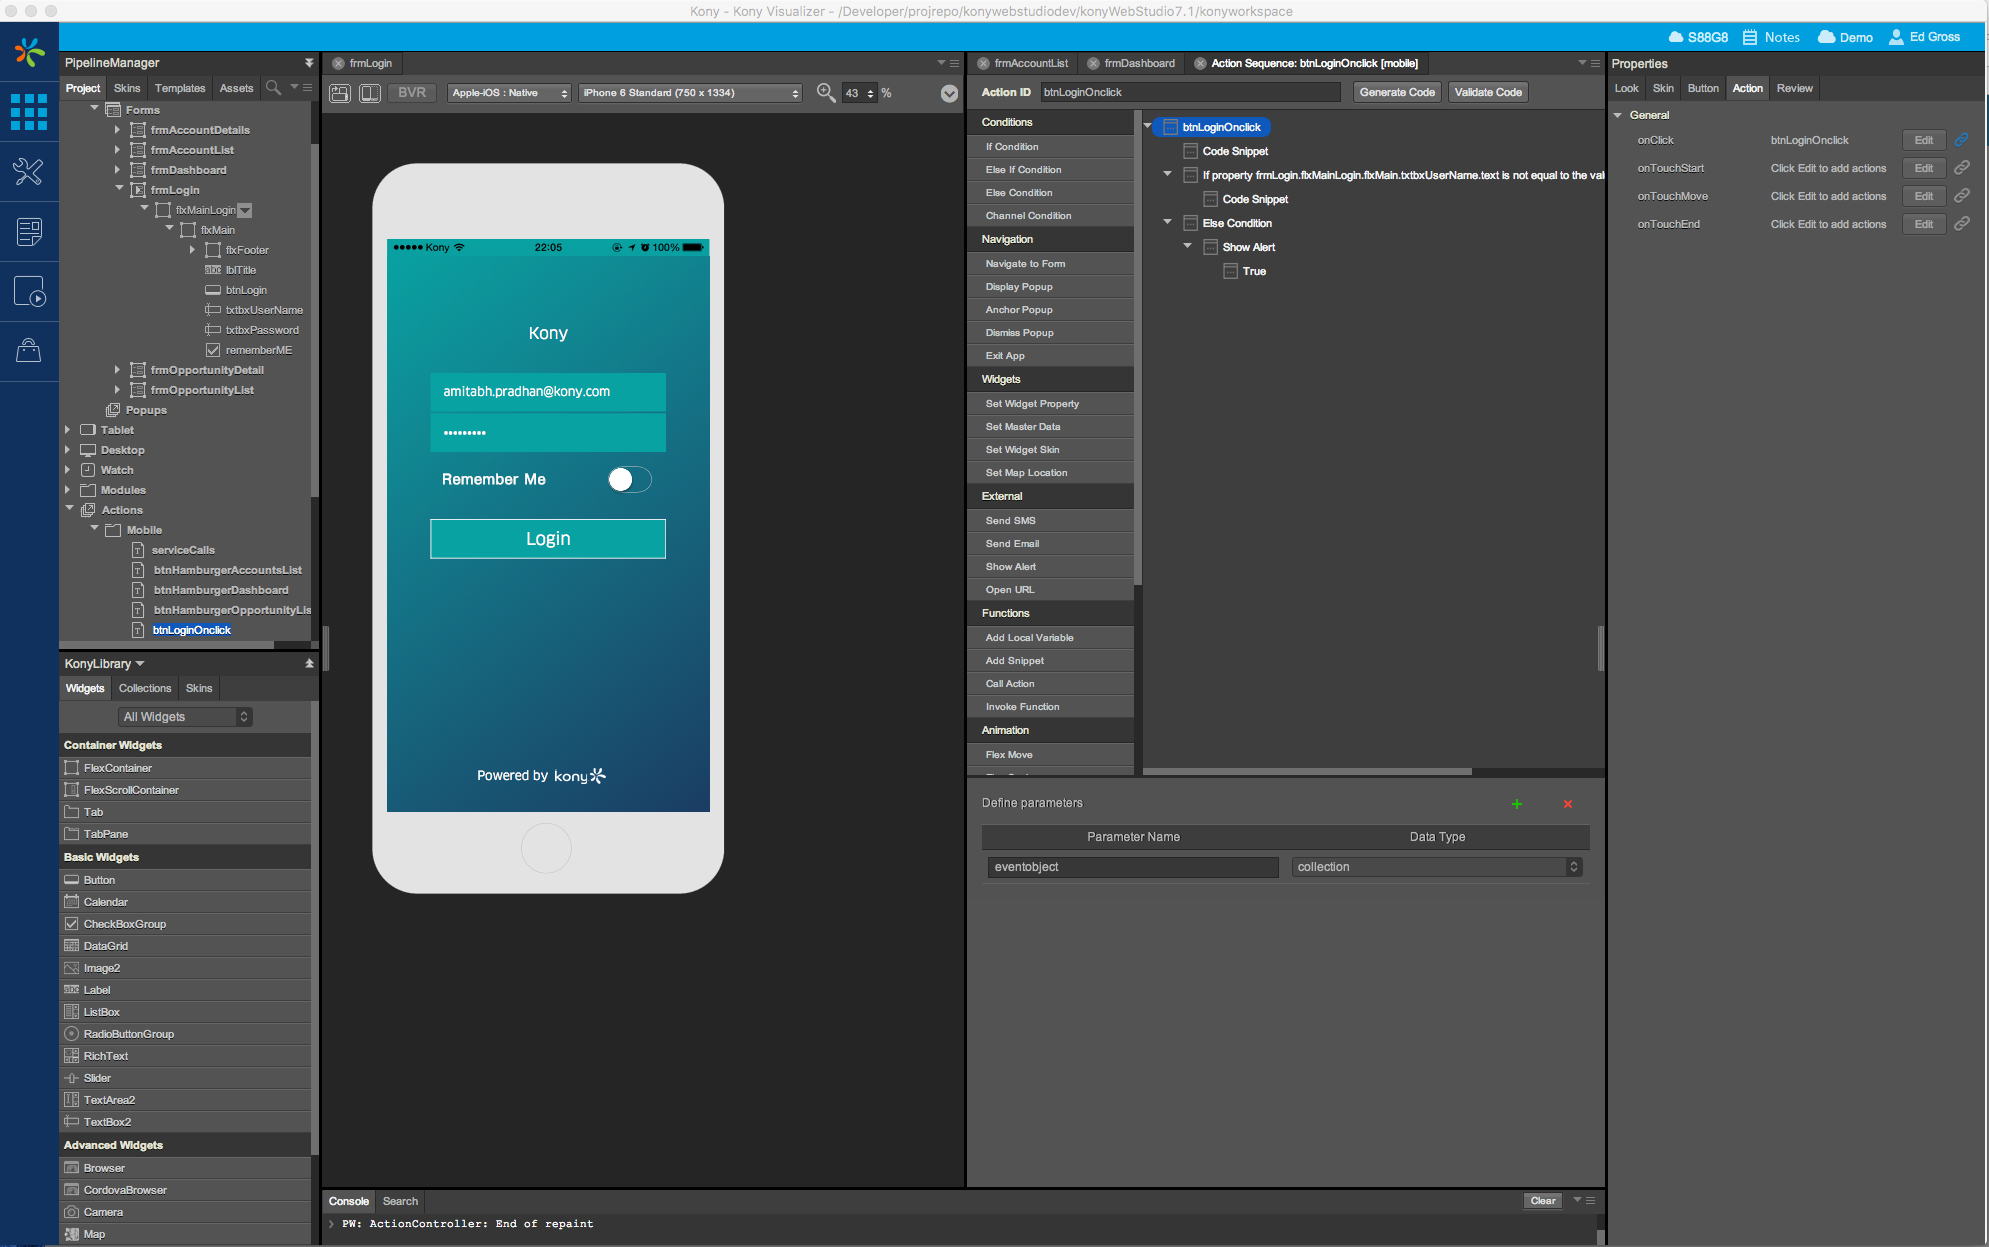 Kony - Kony Visualizer - /Developer/projrepo/konywebstudiodev/konyWebStudio7.1/konyworkspace
S88G8 Notes Demo Ed Gross
PipelineManager
Project Skins Templates Assets
Forms
frmAccountDetails
frmAccountList
frmDashboard
frmLogin
flxMainLogin
flxMain
flxFooter
lblTitle
btnLogin
txtbxUserName
txtbxPassword
rememberME
frmOpportunityDetail
frmOpportunityList
Popups
Tablet
Desktop
Watch
Modules
Actions
Mobile
serviceCalls
btnHamburgerAccountsList
btnHamburgerDashboard
btnHamburgerOpportunityLis
btnLoginOnclick
KonyLibrary
Widgets Collections Skins
All Widgets
Container Widgets
FlexContainer
FlexScrollContainer
Tab
TabPane
Basic Widgets
Button
Calendar
CheckBoxGroup
DataGrid
Image2
Label
ListBox
RadioButtonGroup
RichText
Slider
TextArea2
TextBox2
Advanced Widgets
Browser
CordovaBrowser
Camera
Map
frmLogin
BVR Apple-iOS : Native iPhone 6 Standard (750 x 1334) 43 %
Kony 22:05 100%
Kony
amitabh.pradhan@kony.com
•••••••••
Remember Me
Login
Powered by kony
frmAccountList frmDashboard Action Sequence: btnLoginOnclick [mobile]
Action ID btnLoginOnclick Generate Code Validate Code
Conditions
If Condition
Else If Condition
Else Condition
Channel Condition
Navigation
Navigate to Form
Display Popup
Anchor Popup
Dismiss Popup
Exit App
Widgets
Set Widget Property
Set Master Data
Set Widget Skin
Set Map Location
External
Send SMS
Send Email
Show Alert
Open URL
Functions
Add Local Variable
Add Snippet
Call Action
Invoke Function
Animation
Flex Move
btnLoginOnclick
Code Snippet
If property frmLogin.flxMainLogin.flxMain.txtbxUserName.text is not equal to the val
Code Snippet
Else Condition
Show Alert
True
Define parameters
Parameter Name Data Type
eventobject collection
Properties
Look Skin Button Action Review
General
onClick btnLoginOnclick Edit
onTouchStart Click Edit to add actions Edit
onTouchMove Click Edit to add actions Edit
onTouchEnd Click Edit to add actions Edit
Console Search Clear
PW: ActionController: End of repaint